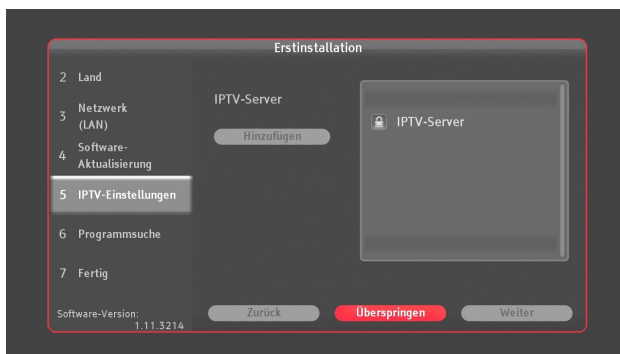 Erstinstallation
2 Land
3 Netzwerk
(LAN)
4 Software-
Aktualisierung
5 IPTV-Einstellungen
6 Programmsuche
7 Fertig
Software-Version:
1.11.3214
IPTV-Server
Hinzufügen
IPTV-Server
Zurück
Überspringen
Weiter